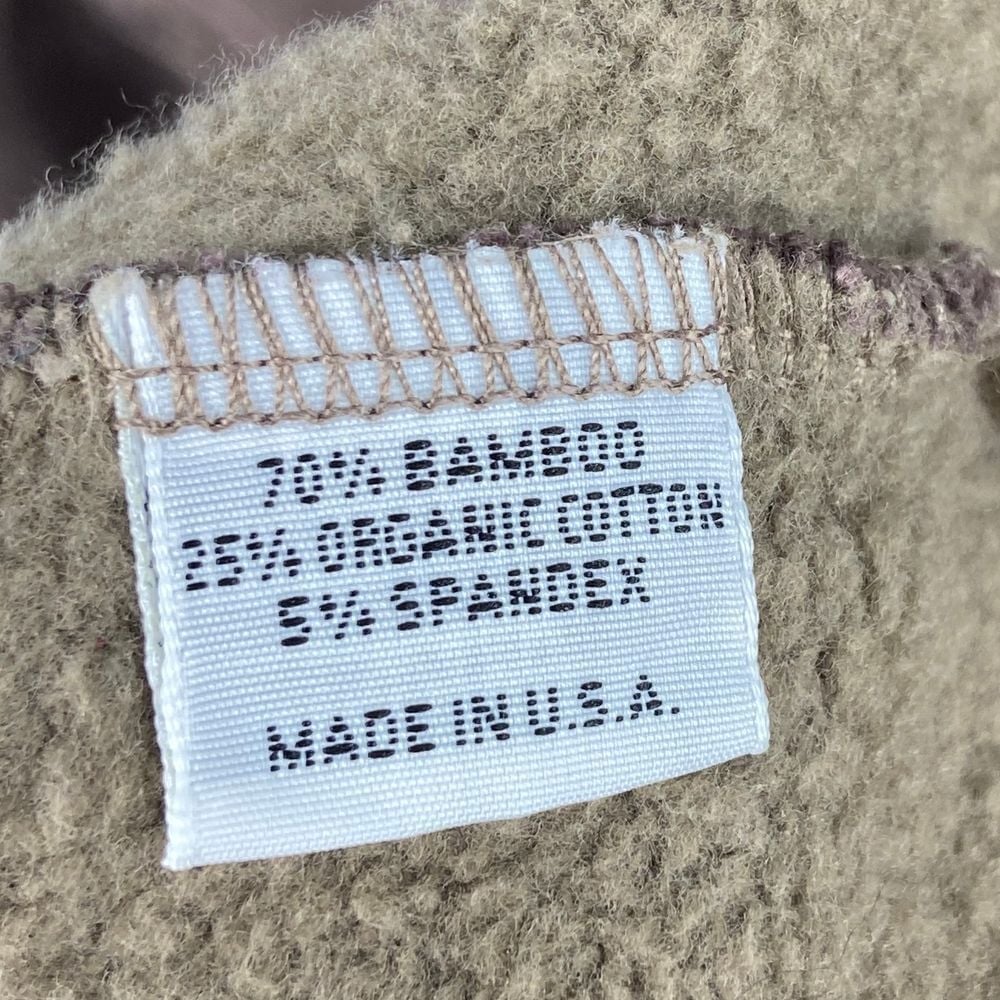 70% BAMBOO
25% ORGANIC COTTON
5% SPANDEX
MADE IN U.S.A.